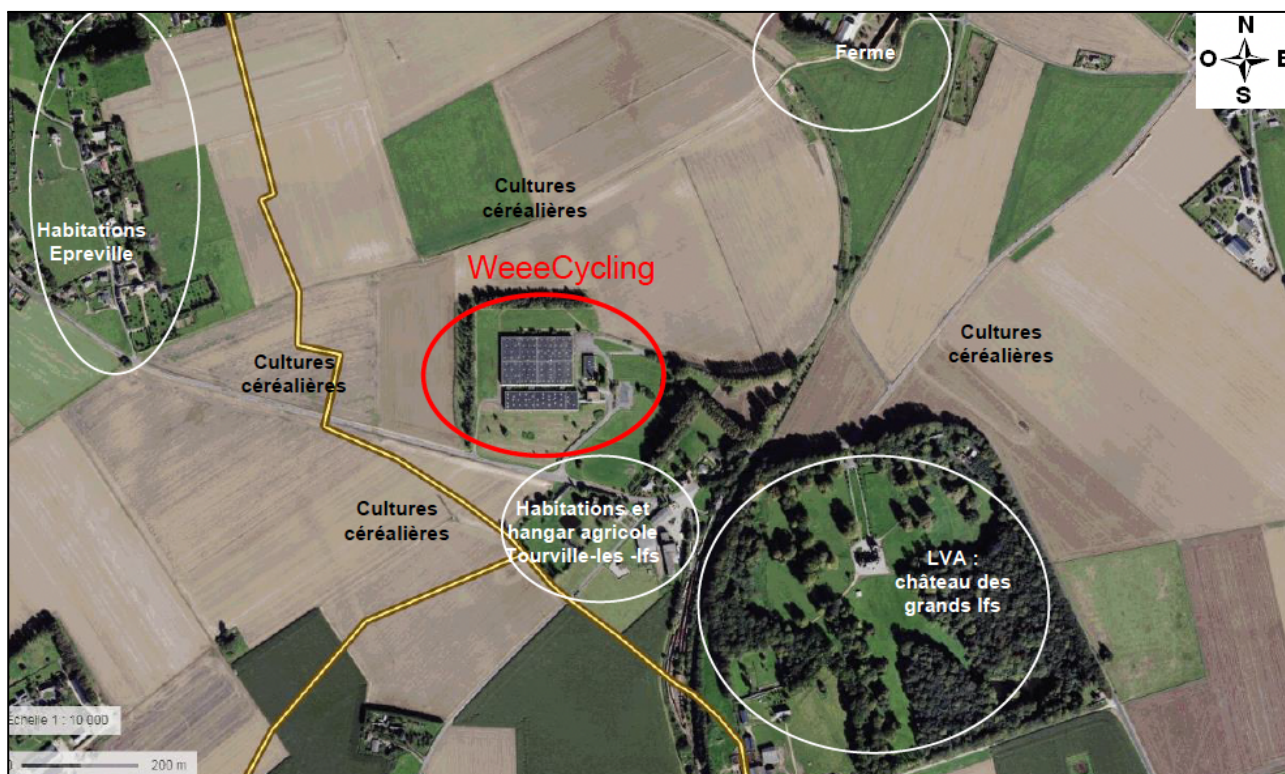 N
O
E
S
Ferme
Cultures
céréalières
Habitations
Epreville
WeeeCycling
Cultures
céréalières
Cultures
céréalières
Cultures
céréalières
Habitations et
hangar agricole
Tourville-les -Ifs
LVA :
château des
grands Ifs
Echelle 1 : 10 000
0
200 m